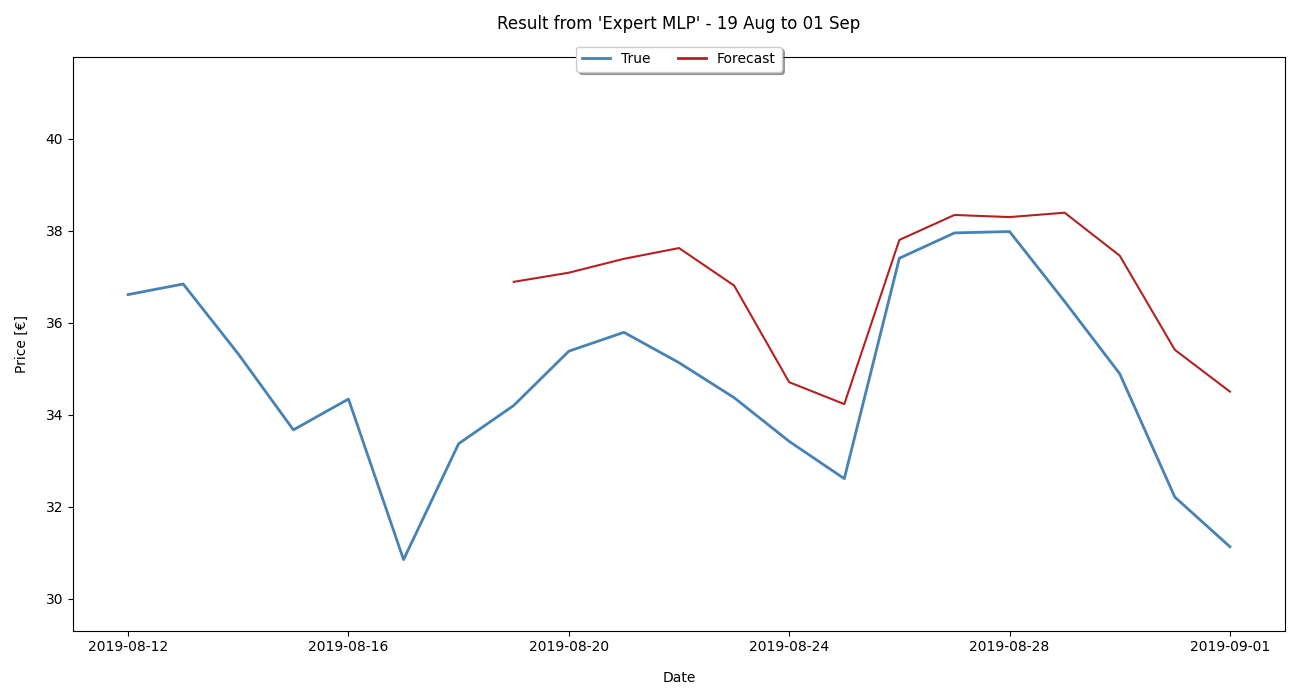 Result from 'Expert MLP' - 19 Aug to 01 Sep
True Forecast
40
38
36
34
32
30
Price [€]
2019-08-12 2019-08-16 2019-08-20 2019-08-24 2019-08-28 2019-09-01
Date